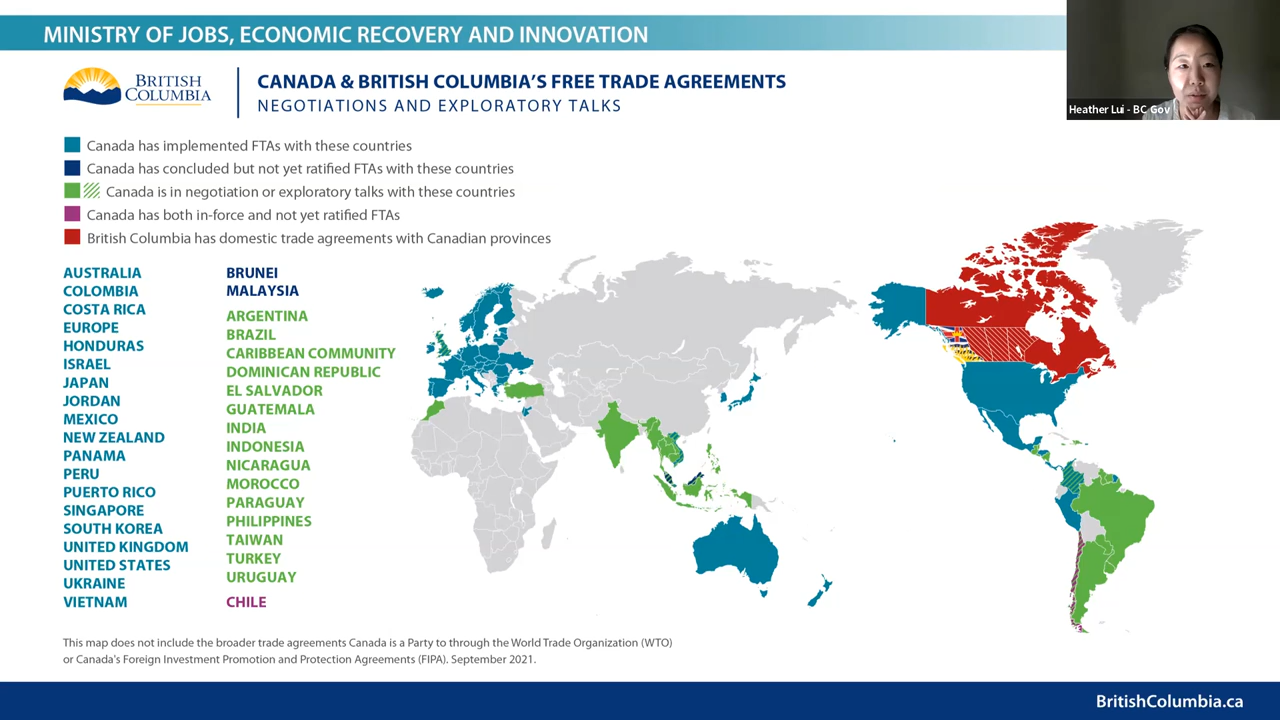 MINISTRY OF JOBS, ECONOMIC RECOVERY AND INNOVATION
Heather Lui - BC Gov
BRITISH
COLUMBIA
CANADA & BRITISH COLUMBIA'S FREE TRADE AGREEMENTS
NEGOTIATIONS AND EXPLORATORY TALKS
Canada has implemented FTAs with these countries
Canada has concluded but not yet ratified FTAs with these countries
Canada is in negotiation or exploratory talks with these countries
Canada has both in-force and not yet ratified FTAs
British Columbia has domestic trade agreements with Canadian provinces
AUSTRALIA
COLOMBIA
COSTA RICA
EUROPE
HONDURAS
ISRAEL
JAPAN
JORDAN
MEXICO
NEW ZEALAND
PANAMA
PERU
PUERTO RICO
SINGAPORE
SOUTH KOREA
UNITED KINGDOM
UNITED STATES
UKRAINE
VIETNAM
BRUNEI
MALAYSIA
ARGENTINA
BRAZIL
CARIBBEAN COMMUNITY
DOMINICAN REPUBLIC
EL SALVADOR
GUATEMALA
INDIA
INDONESIA
NICARAGUA
MOROCCO
PARAGUAY
PHILIPPINES
TAIWAN
TURKEY
URUGUAY
CHILE
This map does not include the broader trade agreements Canada is a Party to through the World Trade Organization (WTO)
or Canada's Foreign Investment Promotion and Protection Agreements (FIPA). September 2021.
BritishColumbia.ca